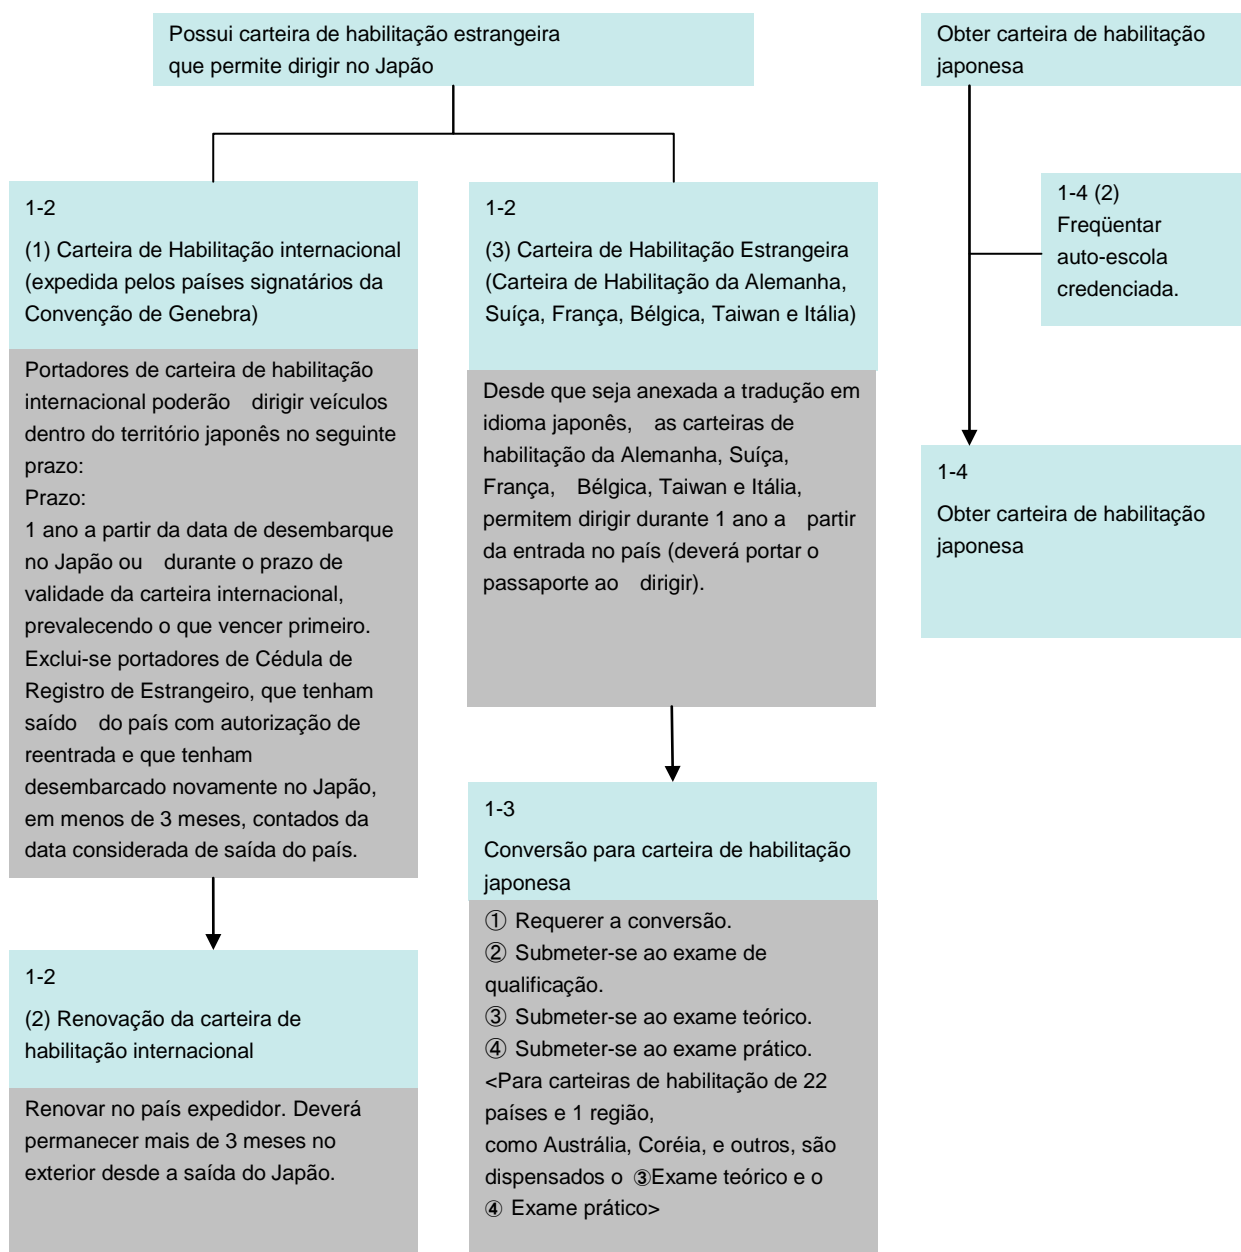 Possui carteira de habilitação estrangeira
que permite dirigir no Japão
Obter carteira de habilitação
japonesa
1-2
(1) Carteira de Habilitação internacional
(expedida pelos países signatários da
Convenção de Genebra)
Portadores de carteira de habilitação
internacional poderão dirigir veículos
dentro do território japonês no seguinte
prazo:
Prazo:
1 ano a partir da data de desembarque
no Japão ou durante o prazo de
validade da carteira internacional,
prevalecendo o que vencer primeiro.
Exclui-se portadores de Cédula de
Registro de Estrangeiro, que tenham
saído do país com autorização de
reentrada e que tenham
desembarcado novamente no Japão,
em menos de 3 meses, contados da
data considerada de saída do país.
1-2
(2) Renovação da carteira de
habilitação internacional
Renovar no país expedidor. Deverá
permanecer mais de 3 meses no
exterior desde a saída do Japão.
1-2
(3) Carteira de Habilitação Estrangeira
(Carteira de Habilitação da Alemanha,
Suíça, França, Bélgica, Taiwan e Itália)
Desde que seja anexada a tradução em
idioma japonês, as carteiras de
habilitação da Alemanha, Suíça,
França, Bélgica, Taiwan e Itália,
permitem dirigir durante 1 ano a partir
da entrada no país (deverá portar o
passaporte ao dirigir).
1-3
Conversão para carteira de habilitação
japonesa
① Requerer a conversão.
② Submeter-se ao exame de
qualificação.
③ Submeter-se ao exame teórico.
④ Submeter-se ao exame prático.
<Para carteiras de habilitação de 22
países e 1 região,
como Austrália, Coréia, e outros, são
dispensados o ③Exame teórico e o
④ Exame prático>
1-4 (2)
Freqüentar
auto-escola
credenciada.
1-4
Obter carteira de habilitação
japonesa